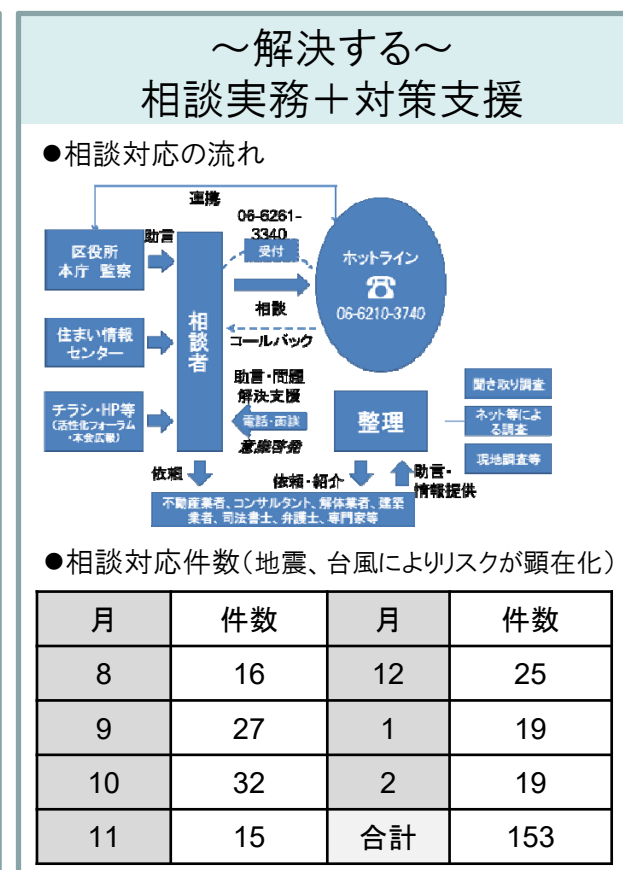 ～解決する～
相談実務＋対策支援
●相談対応の流れ
連携
06-6261-
3340
助言
受付
区役所
本庁 監察
ホットライン
☎
06-6210-3740
相談
コールバック
相談者
住まい情報
センター
助言・問題
解決支援
電話・面談
意識啓発
チラシ・HP等
(活性化フォーラム
・本会広報)
整理
聞き取り調査
ネット等によ
る調査
現地調査等
依頼
依頼・紹介
助言・
情報提供
不動産業者、コンサルタント、解体業者、建築
業者、司法書士、弁護士、専門家等
●相談対応件数(地震、台風によりリスクが顕在化)
月 件数 月 件数
8 16 12 25
9 27 1 19
10 32 2 19
11 15 合計 153